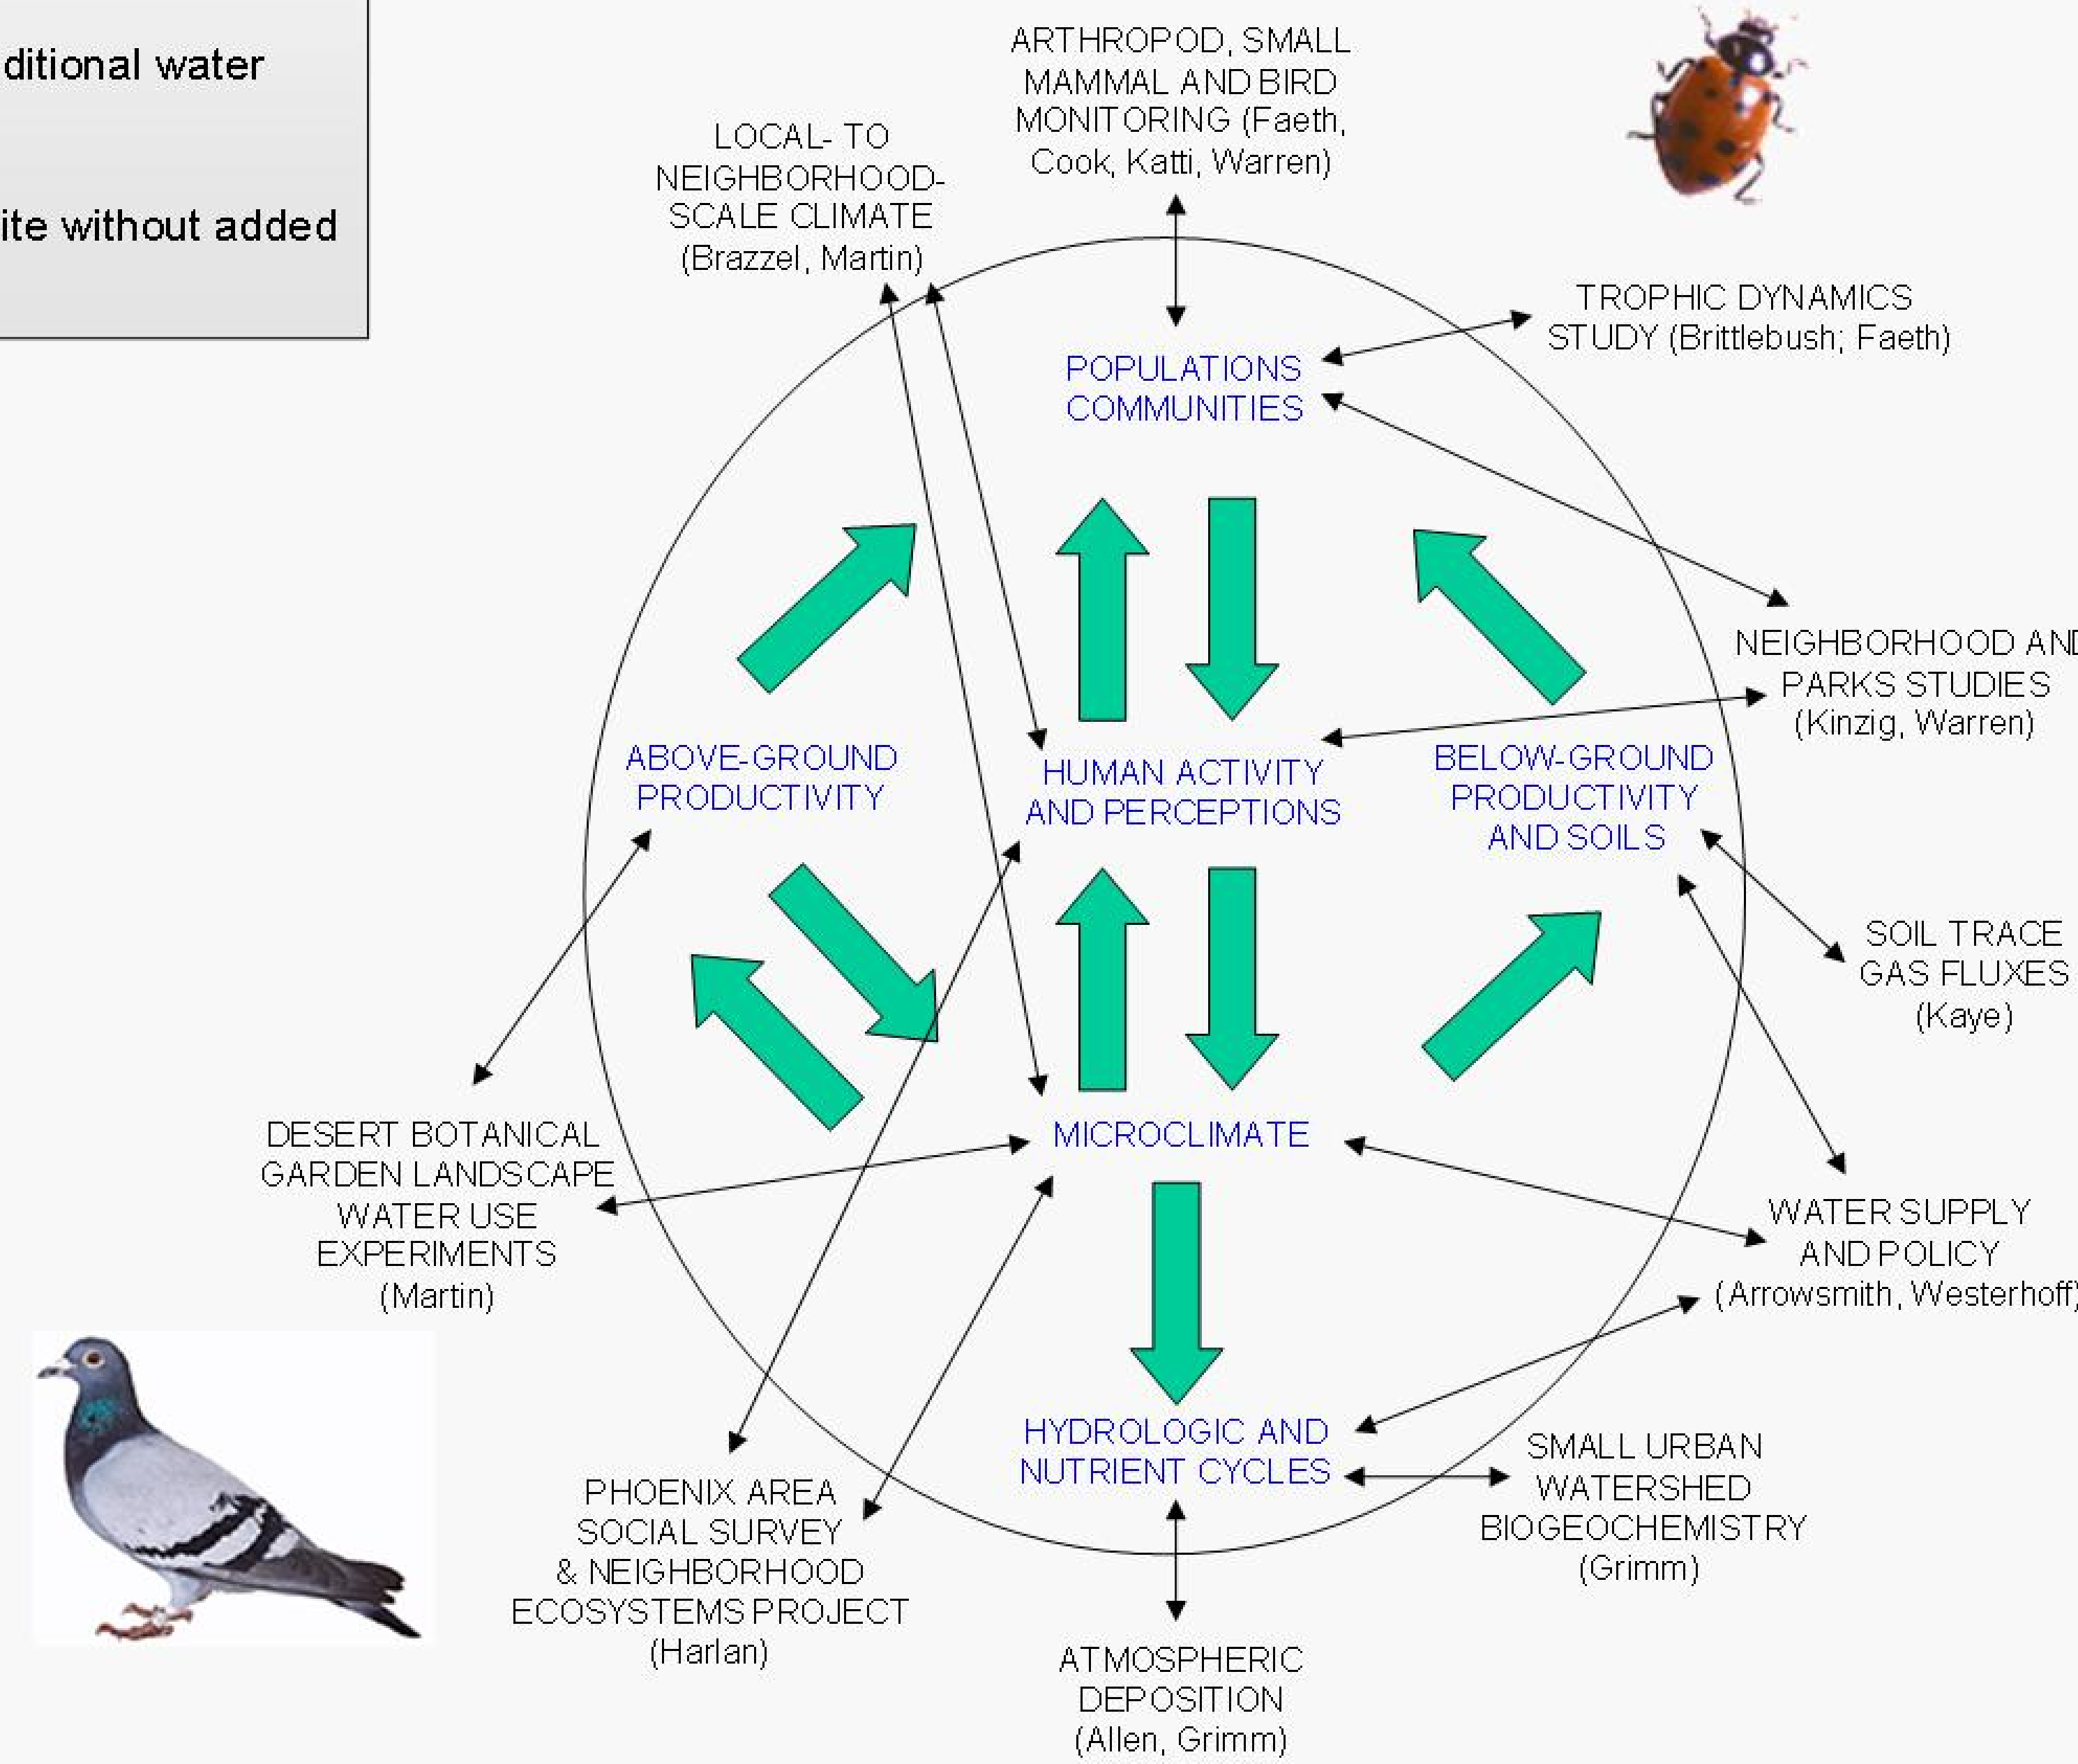 ditional water
ite without added
ARTHROPOD, SMALL
MAMMAL AND BIRD
MONITORING (Faeth,
Cook, Katti, Warren)
LOCAL- TO
NEIGHBORHOOD-
SCALE CLIMATE
(Brazzel, Martin)
TROPHIC DYNAMICS
STUDY (Brittlebush; Faeth)
POPULATIONS
COMMUNITIES
NEIGHBORHOOD AND
PARKS STUDIES
(Kinzig, Warren)
ABOVE-GROUND
PRODUCTIVITY
HUMAN ACTIVITY
AND PERCEPTIONS
BELOW-GROUND
PRODUCTIVITY
AND SOILS
SOIL TRACE
GAS FLUXES
(Kaye)
DESERT BOTANICAL
GARDEN LANDSCAPE
WATER USE
EXPERIMENTS
(Martin)
MICROCLIMATE
WATER SUPPLY
AND POLICY
(Arrowsmith, Westerhoff)
HYDROLOGIC AND
NUTRIENT CYCLES
SMALL URBAN
WATERSHED
BIOGEOCHEMISTRY
(Grimm)
PHOENIX AREA
SOCIAL SURVEY
& NEIGHBORHOOD
ECOSYSTEMS PROJECT
(Harlan)
ATMOSPHERIC
DEPOSITION
(Allen, Grimm)